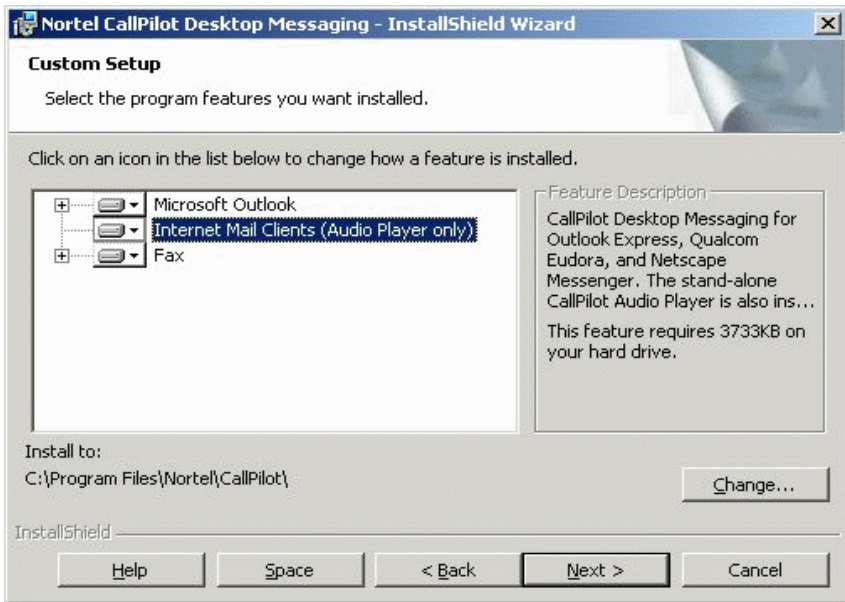 Nortel CallPilot Desktop Messaging - InstallShield Wizard
Custom Setup
Select the program features you want installed.
Click on an icon in the list below to change how a feature is installed.
Microsoft Outlook
Internet Mail Clients (Audio Player only)
Fax
Feature Description
CallPilot Desktop Messaging for
Outlook Express, Qualcom
Eudora, and Netscape
Messenger. The stand-alone
CallPilot Audio Player is also ins...
This feature requires 3733KB on
your hard drive.
Install to:
C:\Program Files\Nortel\CallPilot\
Change...
InstallShield
Help
Space
< Back
Next >
Cancel